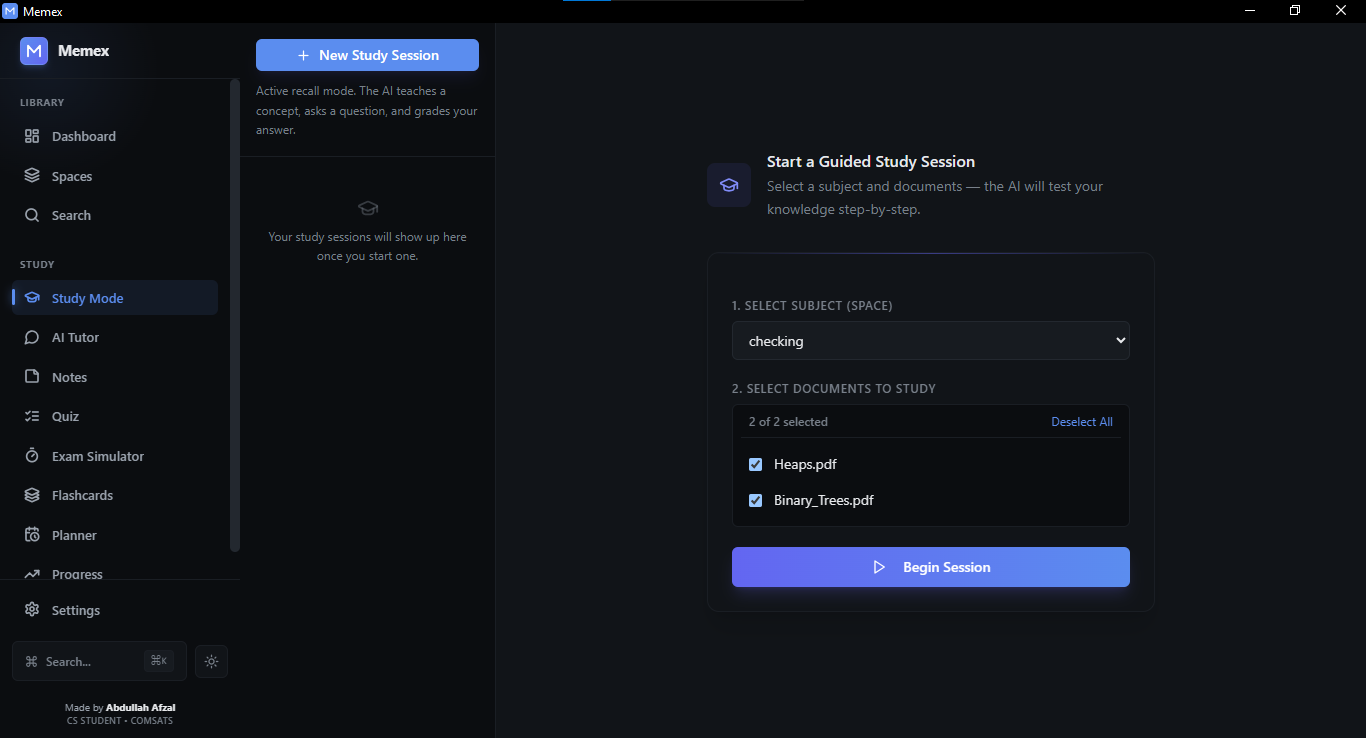 Memex
Memex
LIBRARY
Dashboard
Spaces
Search
STUDY
Study Mode
AI Tutor
Notes
Quiz
Exam Simulator
Flashcards
Planner
Progress
Settings
⌘ Search... ⌘K
Made by Abdullah Afzal
CS STUDENT • COMSATS
+ New Study Session
Active recall mode. The AI teaches a
concept, asks a question, and grades your
answer.
Your study sessions will show up here
once you start one.
Start a Guided Study Session
Select a subject and documents — the AI will test your
knowledge step-by-step.
1. SELECT SUBJECT (SPACE)
checking
2. SELECT DOCUMENTS TO STUDY
2 of 2 selected Deselect All
Heaps.pdf
Binary_Trees.pdf
Begin Session